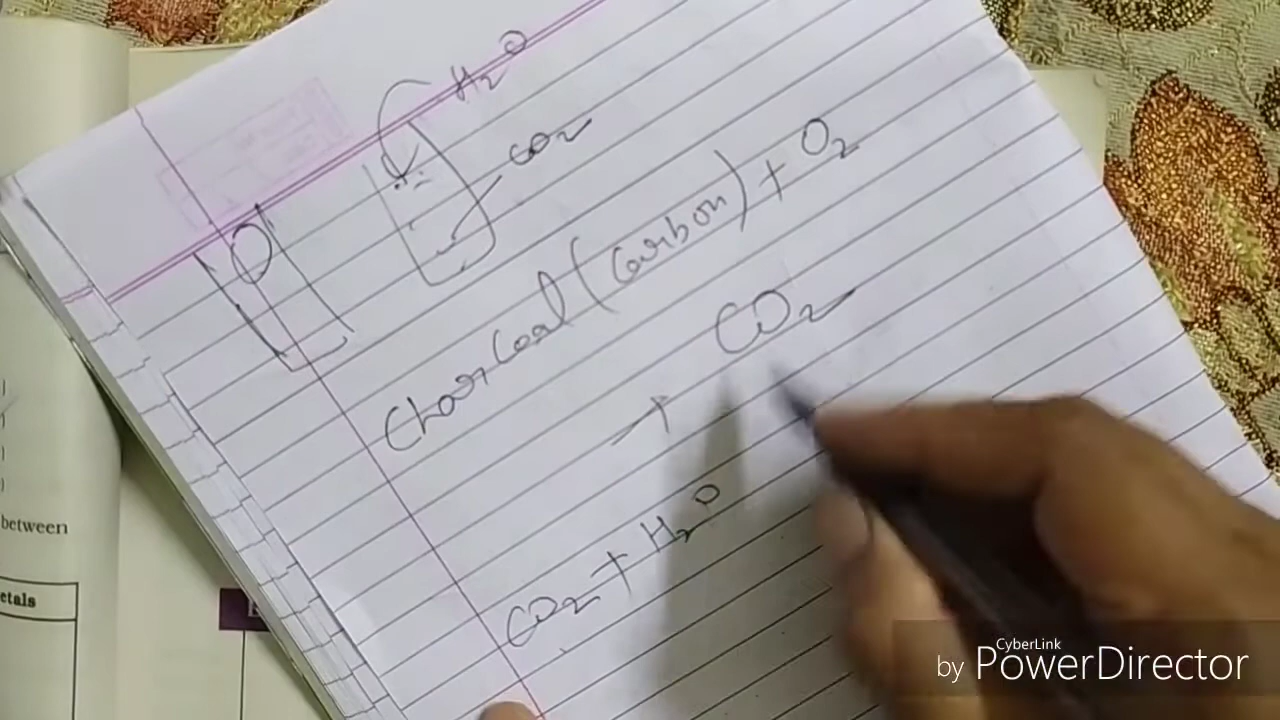 H2O
CO2
Charcoal (Carbon) + O2
→ CO2
CO2 + H2O
between
etals
CyberLink
by PowerDirector